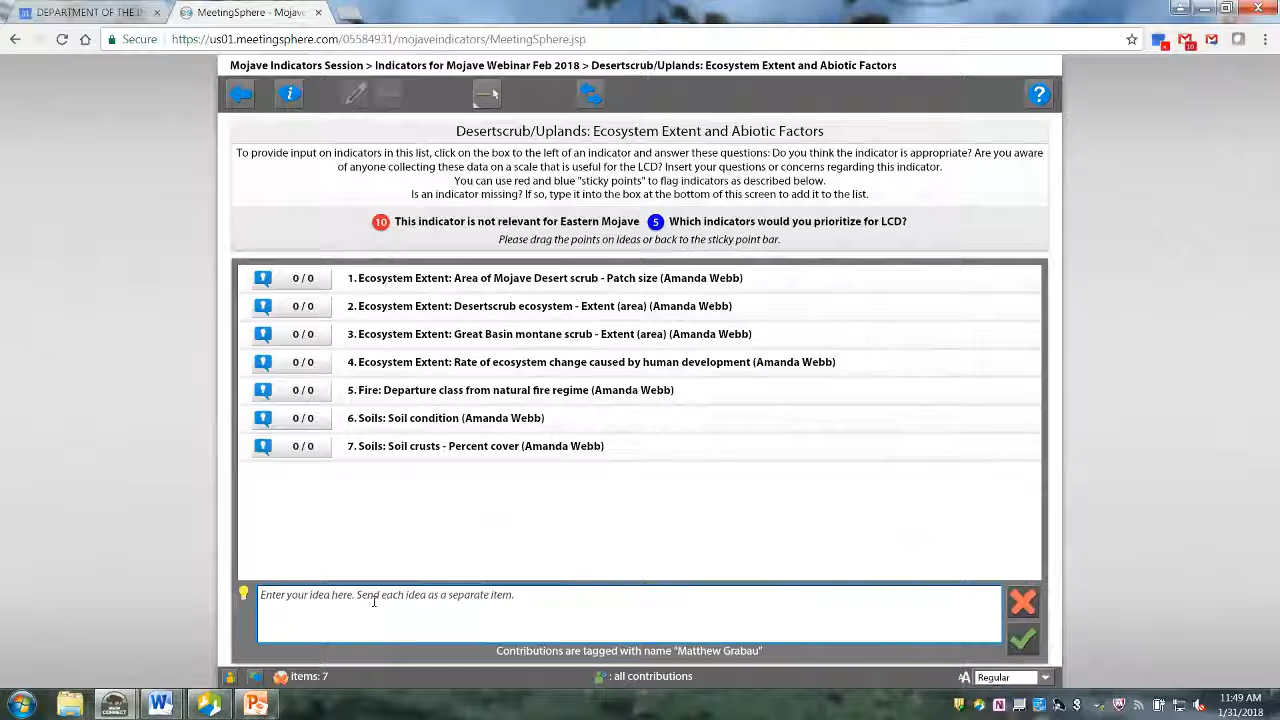 DEPARTMENT OF THE IN
MeetingSphere - Mojave
Secure
https://us01.meetingsphere.com/05584931/mojaveindicators/MeetingSphere.jsp
Mojave Indicators Session > Indicators for Mojave Webinar Feb 2018 > Desertscrub/Uplands: Ecosystem Extent and Abiotic Factors
Desertscrub/Uplands: Ecosystem Extent and Abiotic Factors
To provide input on indicators in this list, click on the box to the left of an indicator and answer these questions: Do you think the indicator is appropriate? Are you aware
of anyone collecting these data on a scale that is useful for the LCD? Insert your questions or concerns regarding this indicator.
You can use red and blue "sticky points" to flag indicators as described below.
Is an indicator missing? If so, type it into the box at the bottom of this screen to add it to the list.
10 This indicator is not relevant for Eastern Mojave 5 Which indicators would you prioritize for LCD?
Please drag the points on ideas or back to the sticky point bar.
0 / 0 1. Ecosystem Extent: Area of Mojave Desert scrub - Patch size (Amanda Webb)
0 / 0 2. Ecosystem Extent: Desertscrub ecosystem - Extent (area) (Amanda Webb)
0 / 0 3. Ecosystem Extent: Great Basin montane scrub - Extent (area) (Amanda Webb)
0 / 0 4. Ecosystem Extent: Rate of ecosystem change caused by human development (Amanda Webb)
0 / 0 5. Fire: Departure class from natural fire regime (Amanda Webb)
0 / 0 6. Soils: Soil condition (Amanda Webb)
0 / 0 7. Soils: Soil crusts - Percent cover (Amanda Webb)
Enter your idea here. Send each idea as a separate item.
Contributions are tagged with name "Matthew Grabau"
items: 7
: all contributions
AA Regular
11:49 AM
1/31/2018